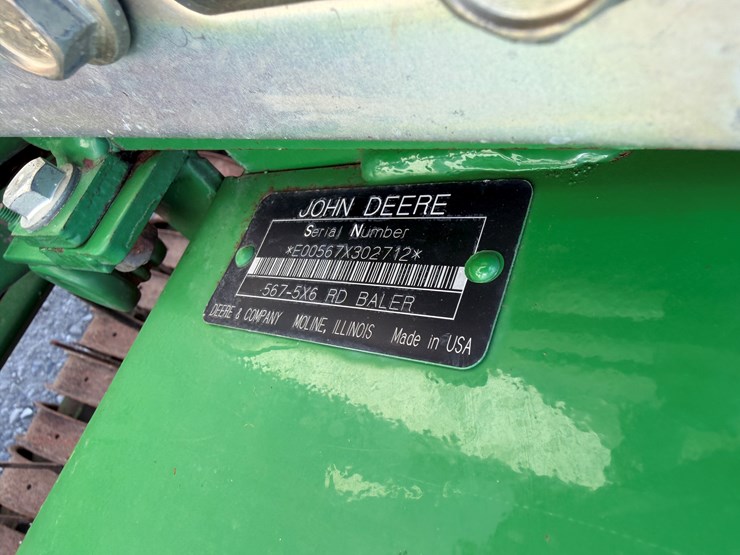 JOHN DEERE
Serial Number
*E00567X302712*
567-5X6 RD BALER
DEERE & COMPANY MOLINE, ILLINOIS Made in USA